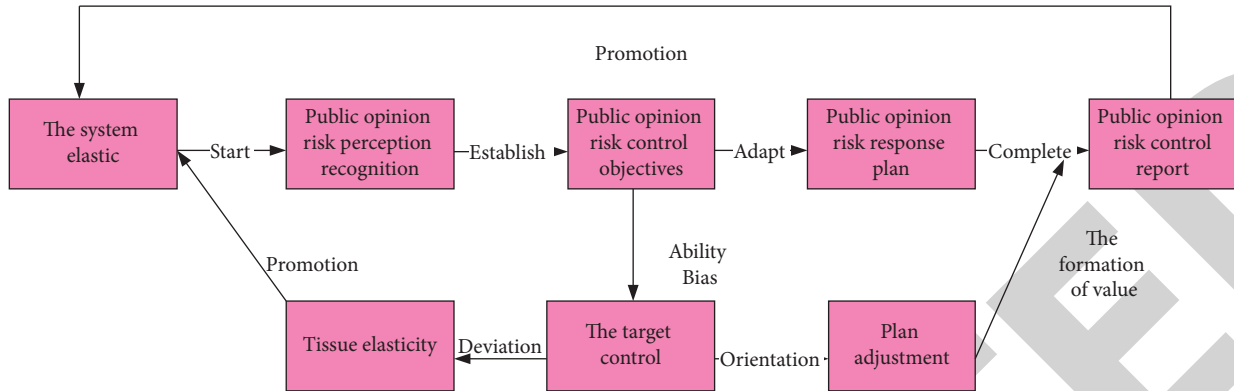 Promotion
The system
elastic
Start
Public opinion
risk perception
recognition
Establish
Public opinion
risk control
objectives
Adapt
Public opinion
risk response
plan
Complete
Public opinion
risk control
report
Promotion
Ability
Bias
The
formation
of value
Tissue elasticity
Deviation
The target
control
Orientation
Plan
adjustment